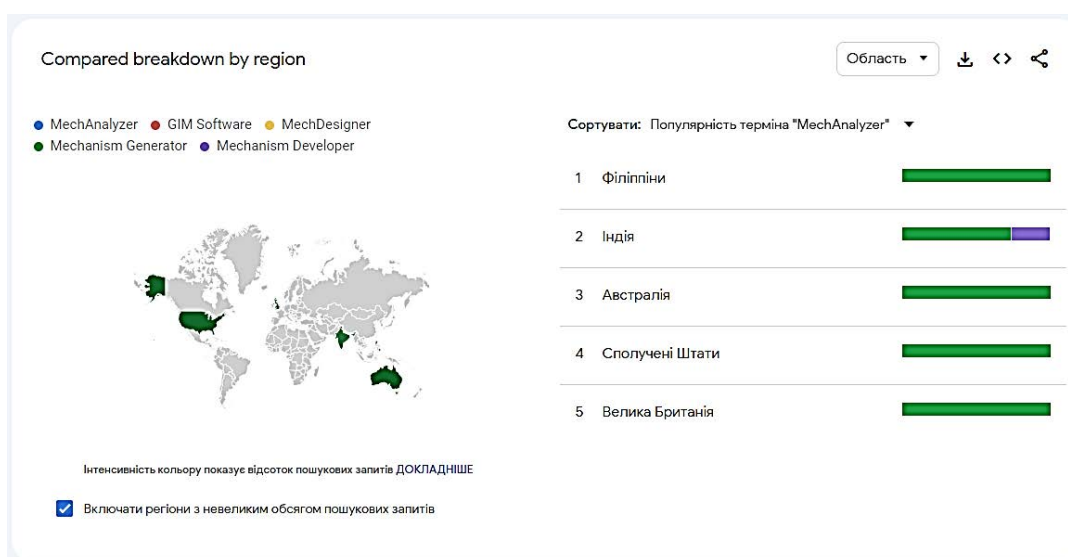 Compared breakdown by region
Область
MechAnalyzer GIM Software MechDesigner
Mechanism Generator Mechanism Developer
Сортувати: Популярність терміна "MechAnalyzer"
1 Філіппіни
2 Індія
3 Австралія
4 Сполучені Штати
5 Велика Британія
Інтенсивність кольору показує відсоток пошукових запитів ДОКЛАДНІШЕ
Включати регіони з невеликим обсягом пошукових запитів